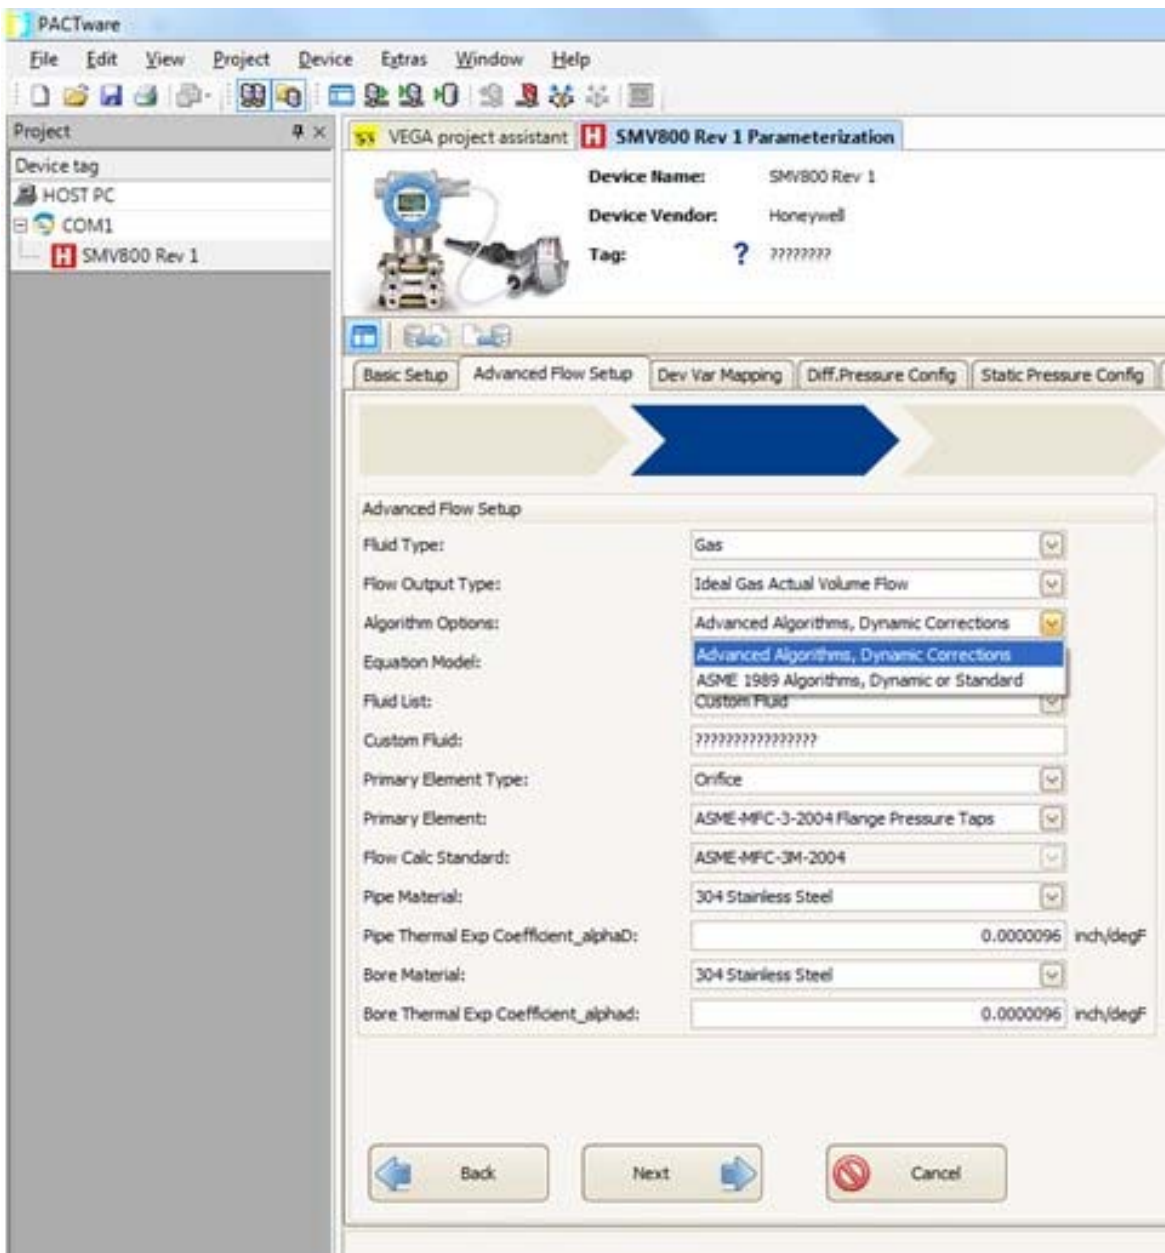 PACTware
File Edit View Project Device Extras Window Help
Project
Device tag
HOST PC
COM1
H SMV800 Rev 1
VEGA project assistant H SMV800 Rev 1 Parameterization
Device Name: SMV800 Rev 1
Device Vendor: Honeywell
Tag: ? ????????
Basic Setup Advanced Flow Setup Dev Var Mapping Diff.Pressure Config Static Pressure Config
Advanced Flow Setup
Fluid Type: Gas
Flow Output Type: Ideal Gas Actual Volume Flow
Algorithm Options: Advanced Algorithms, Dynamic Corrections
Advanced Algorithms, Dynamic Corrections
Equation Model:
ASME 1989 Algorithms, Dynamic or Standard
Fluid List: Custom Fluid
Custom Fluid: ????????????????
Primary Element Type: Orifice
Primary Element: ASME-MFC-3-2004 Flange Pressure Taps
Flow Calc Standard: ASME-MFC-3M-2004
Pipe Material: 304 Stainless Steel
Pipe Thermal Exp Coefficient_alphaD: 0.0000096 inch/degF
Bore Material: 304 Stainless Steel
Bore Thermal Exp Coefficient_alphad: 0.0000096 inch/degF
Back Next Cancel